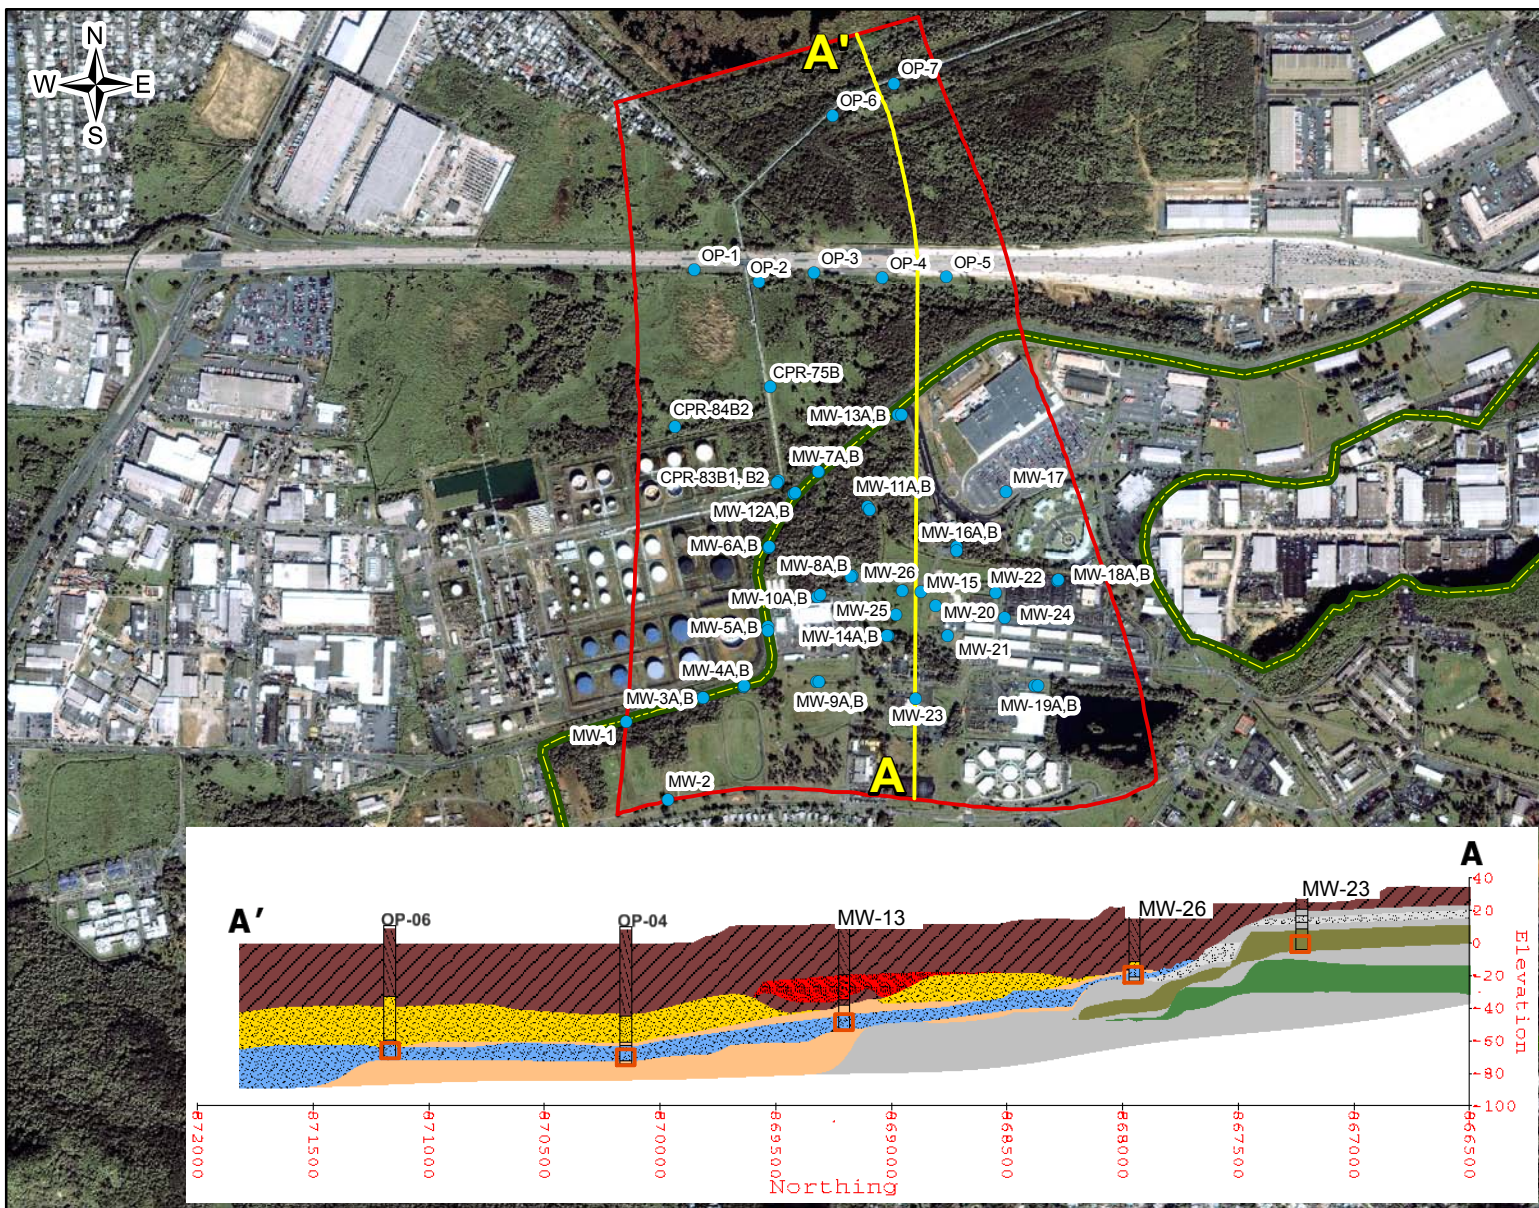 N
W E
S
A'
OP-7
OP-6
OP-1
OP-2
OP-3
OP-4
OP-5
CPR-75B
CPR-84B2
MW-13A,B
MW-7A,B
CPR-83B1, B2
MW-11A,B
MW-17
MW-12A,B
MW-16A,B
MW-6A,B
MW-8A,B
MW-26
MW-15
MW-22
MW-18A,B
MW-10A,B
MW-25
MW-20
MW-24
MW-5A,B
MW-14A,B
MW-21
MW-4A,B
MW-3A,B
MW-9A,B
MW-23
MW-19A,B
MW-1
A
MW-2
A
A'
OP-06
OP-04
MW-13
MW-26
MW-23
40
20
0
-20
-40
-60
-80
-100
Elevation
872000
871500
871000
870500
870000
869500
869000
868500
868000
867500
867000
866500
Northing